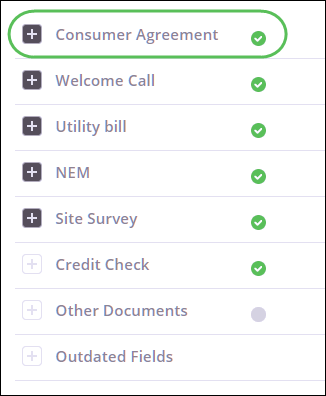 Consumer Agreement
Welcome Call
Utility bill
NEM
Site Survey
Credit Check
Other Documents
Outdated Fields